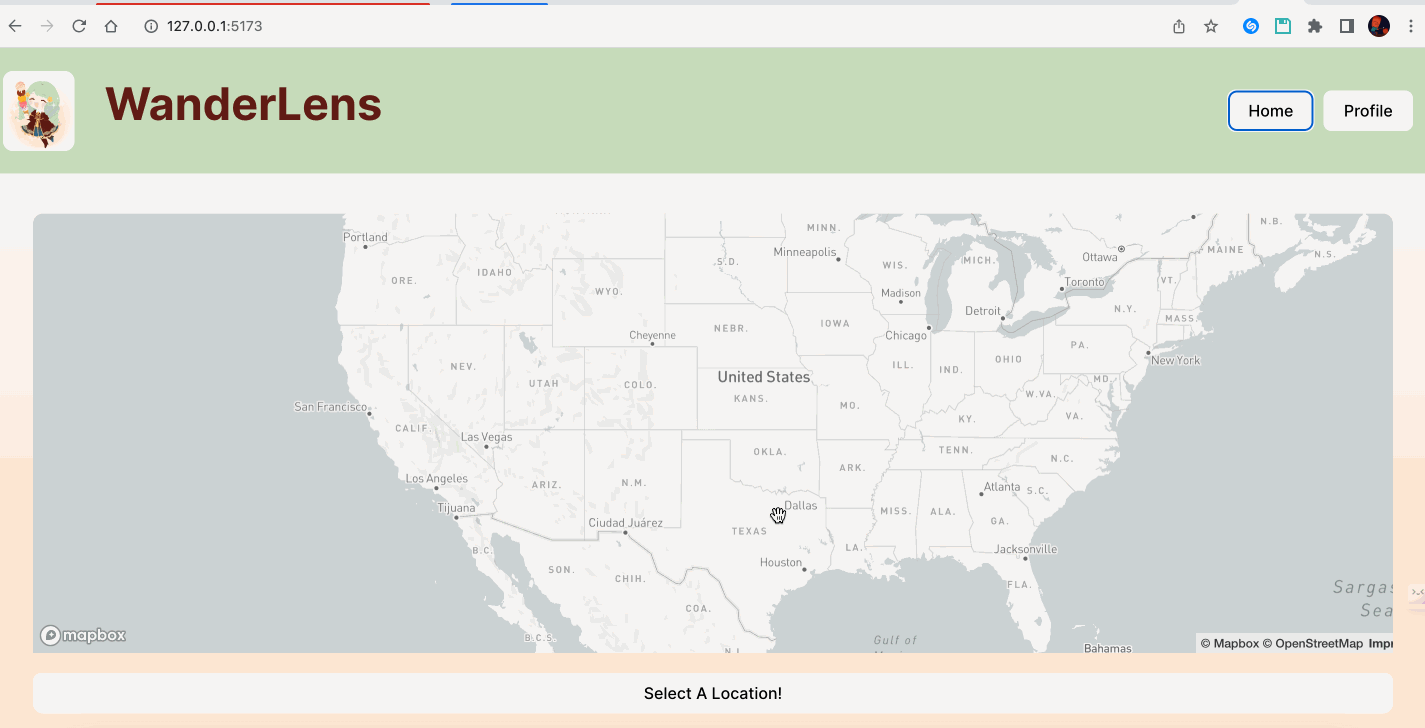 127.0.0.1:5173
WanderLens
Home
Profile
N.B.
MINN.
Portland
MAINE
Minneapolis
Ottawa
N.S.
S.D.
WIS.
MICH.
IDAHO
ORE.
VT.
Toronto
WYO.
Madison
N.Y.
Detroit
MASS.
IOWA
NEBR.
Cheyenne
Chicago
PA.
OHIO
New York
NEV.
ILL.
IND.
United States
UTAH
COLO.
MD.
KANS.
W.VA.
San Francisco
MO.
VA.
KY.
CALIF.
Las Vegas
OKLA.
TENN.
N.C.
ARK.
Los Angeles
ARIZ.
N.M.
Atlanta
S.C.
Tijuana
Dallas
MISS.
ALA.
Ciudad Juárez
GA.
TEXAS
B.C.
LA.
Jacksonville
Houston
SON.
CHIH.
FLA.
Sargas
COA.
Sea
B.C.S.
mapbox
Gulf of
© Mapbox © OpenStreetMap Impr
Bahamas
Select A Location!